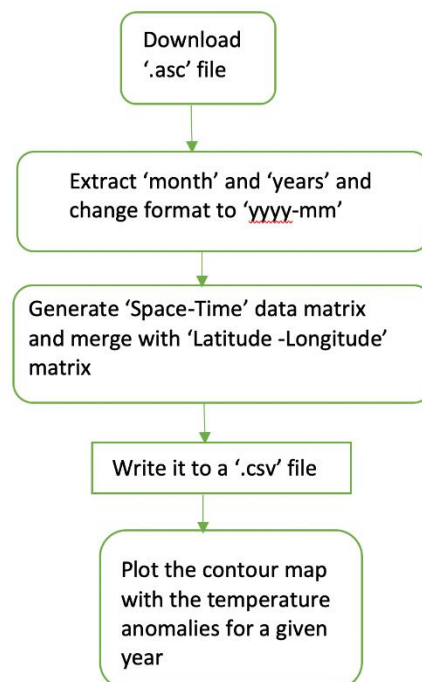 Download
‘.asc’ file
Extract ‘month’ and ‘years’ and
change format to ‘yyyy-mm’
Generate ‘Space-Time’ data matrix
and merge with ‘Latitude -Longitude’
matrix
Write it to a ‘.csv’ file
Plot the contour map
with the temperature
anomalies for a given
year